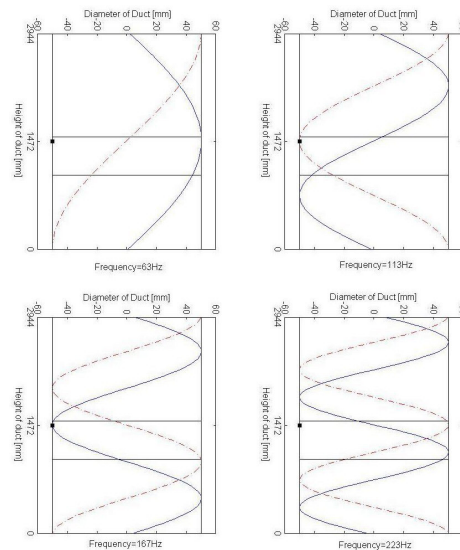 Diameter of Duct [mm]
-60 -40 -20 0 20 40 60
2944
1472
0
Height of duct [mm]
Frequency=63Hz
Diameter of Duct [mm]
-60 -40 -20 0 20 40 60
2944
1472
0
Height of duct [mm]
Frequency=113Hz
Diameter of Duct [mm]
-60 -40 -20 0 20 40 60
2944
1472
0
Height of duct [mm]
Frequency=167Hz
Diameter of Duct [mm]
-60 -40 -20 0 20 40 60
2944
1472
0
Height of duct [mm]
Frequency=223Hz